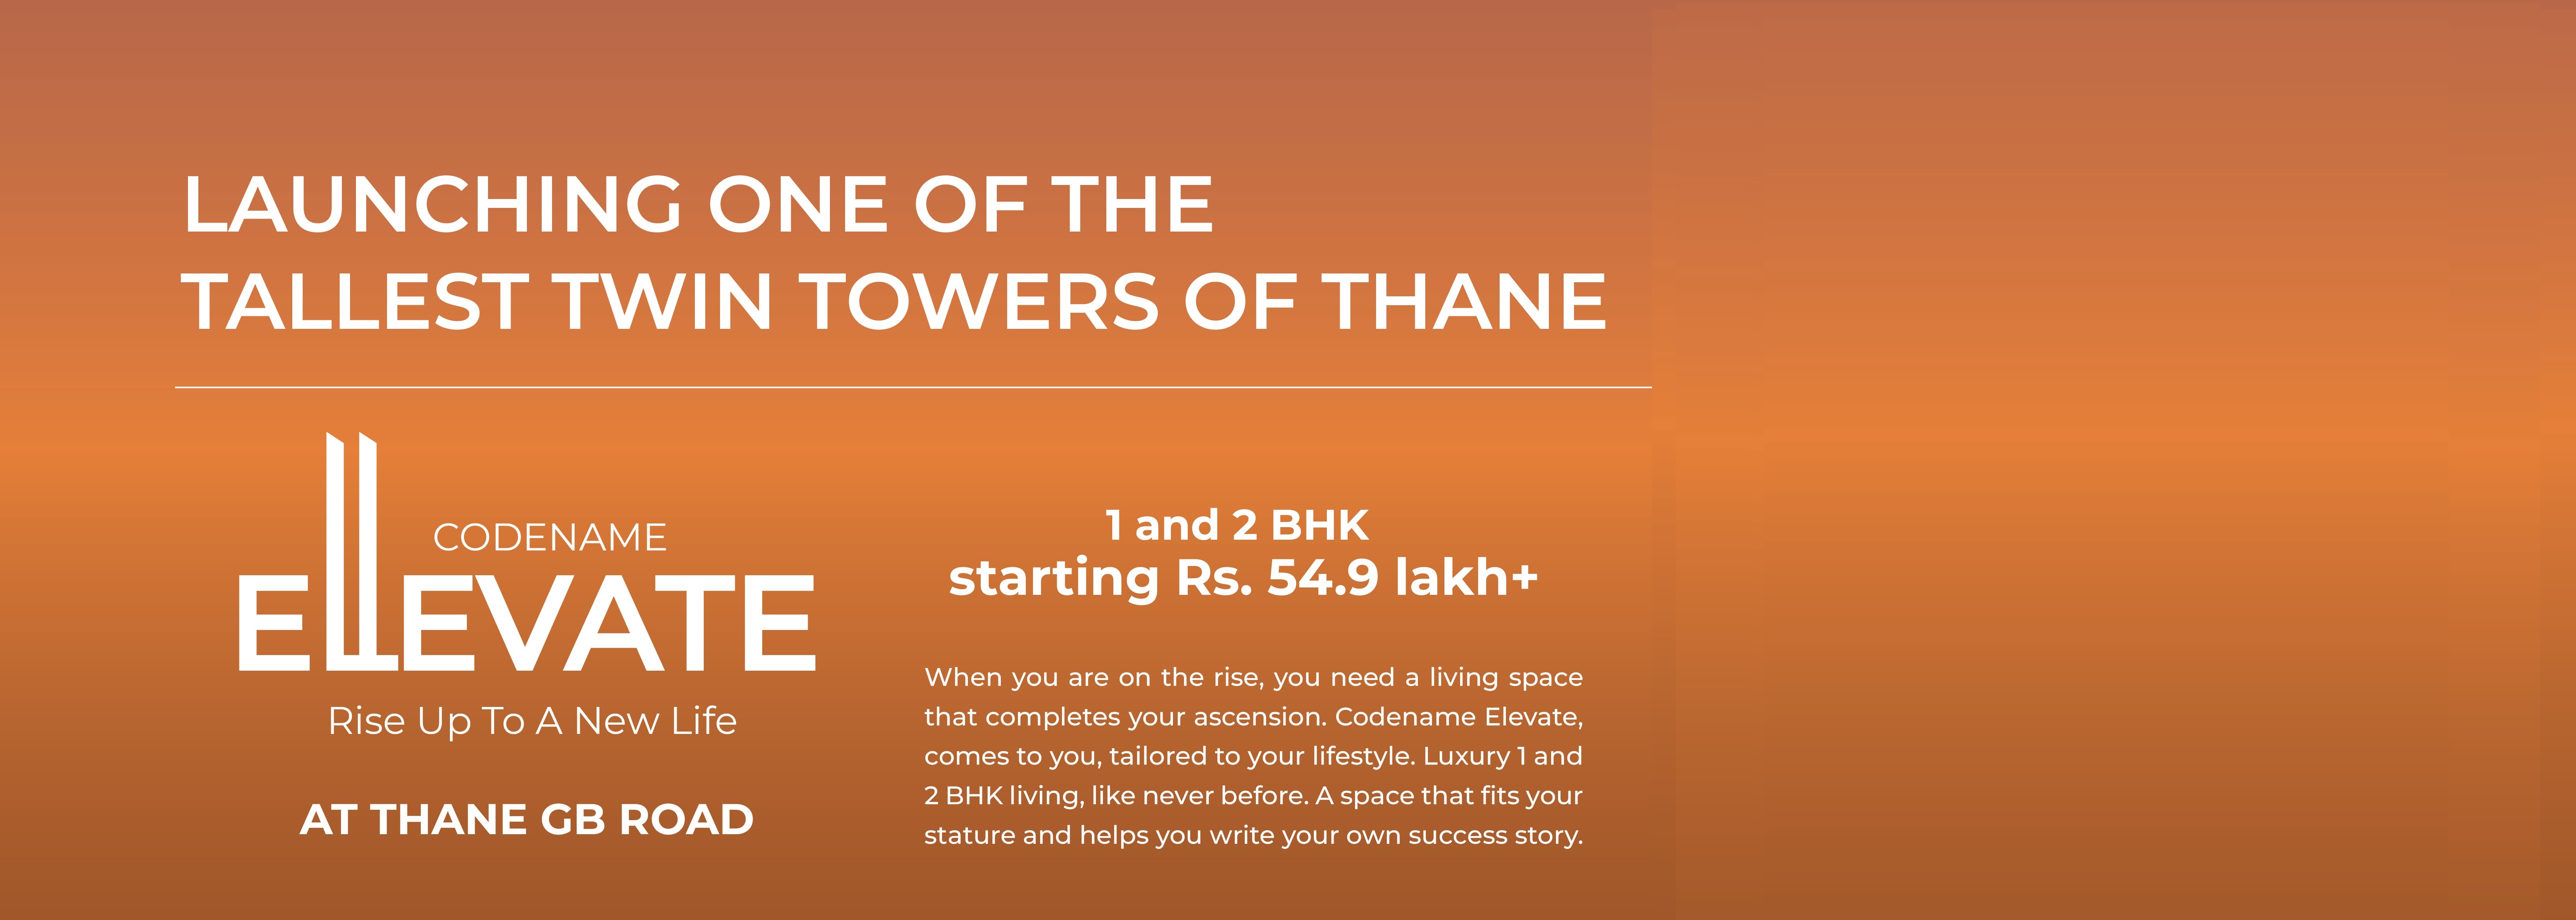 LAUNCHING ONE OF THE
TALLEST TWIN TOWERS OF THANE
CODENAME
ELLEVATE
Rise Up To A New Life
AT THANE GB ROAD
1 and 2 BHK
starting Rs. 54.9 lakh+
When you are on the rise, you need a living space
that completes your ascension. Codename Elevate,
comes to you, tailored to your lifestyle. Luxury 1 and
2 BHK living, like never before. A space that fits your
stature and helps you write your own success story.